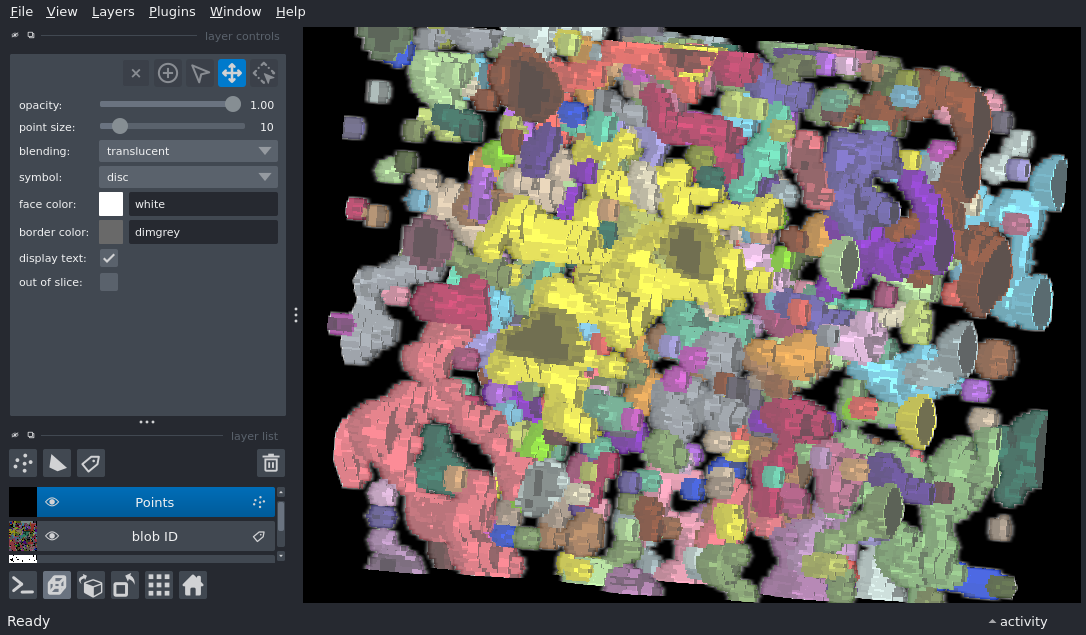 File View Layers Plugins Window Help
layer controls
opacity: 1.00
point size: 10
blending: translucent
symbol: disc
face color: white
border color: dimgrey
display text:
out of slice:
layer list
Points
blob ID
Ready
activity